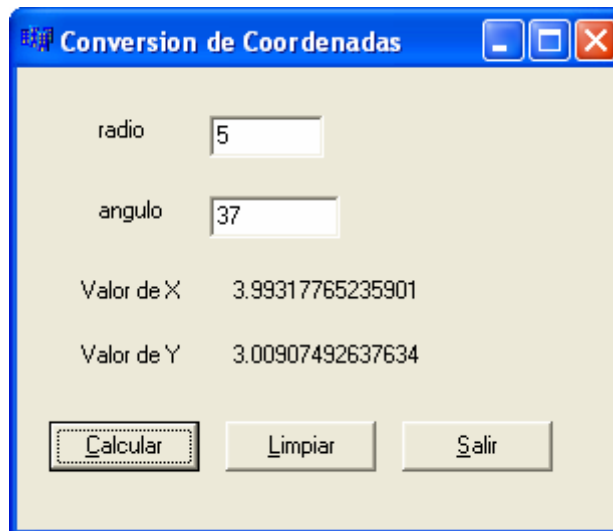 Conversion de Coordenadas
radio 5
angulo 37
Valor de X 3.99317765235901
Valor de Y 3.00907492637634
Calcular Limpiar Salir